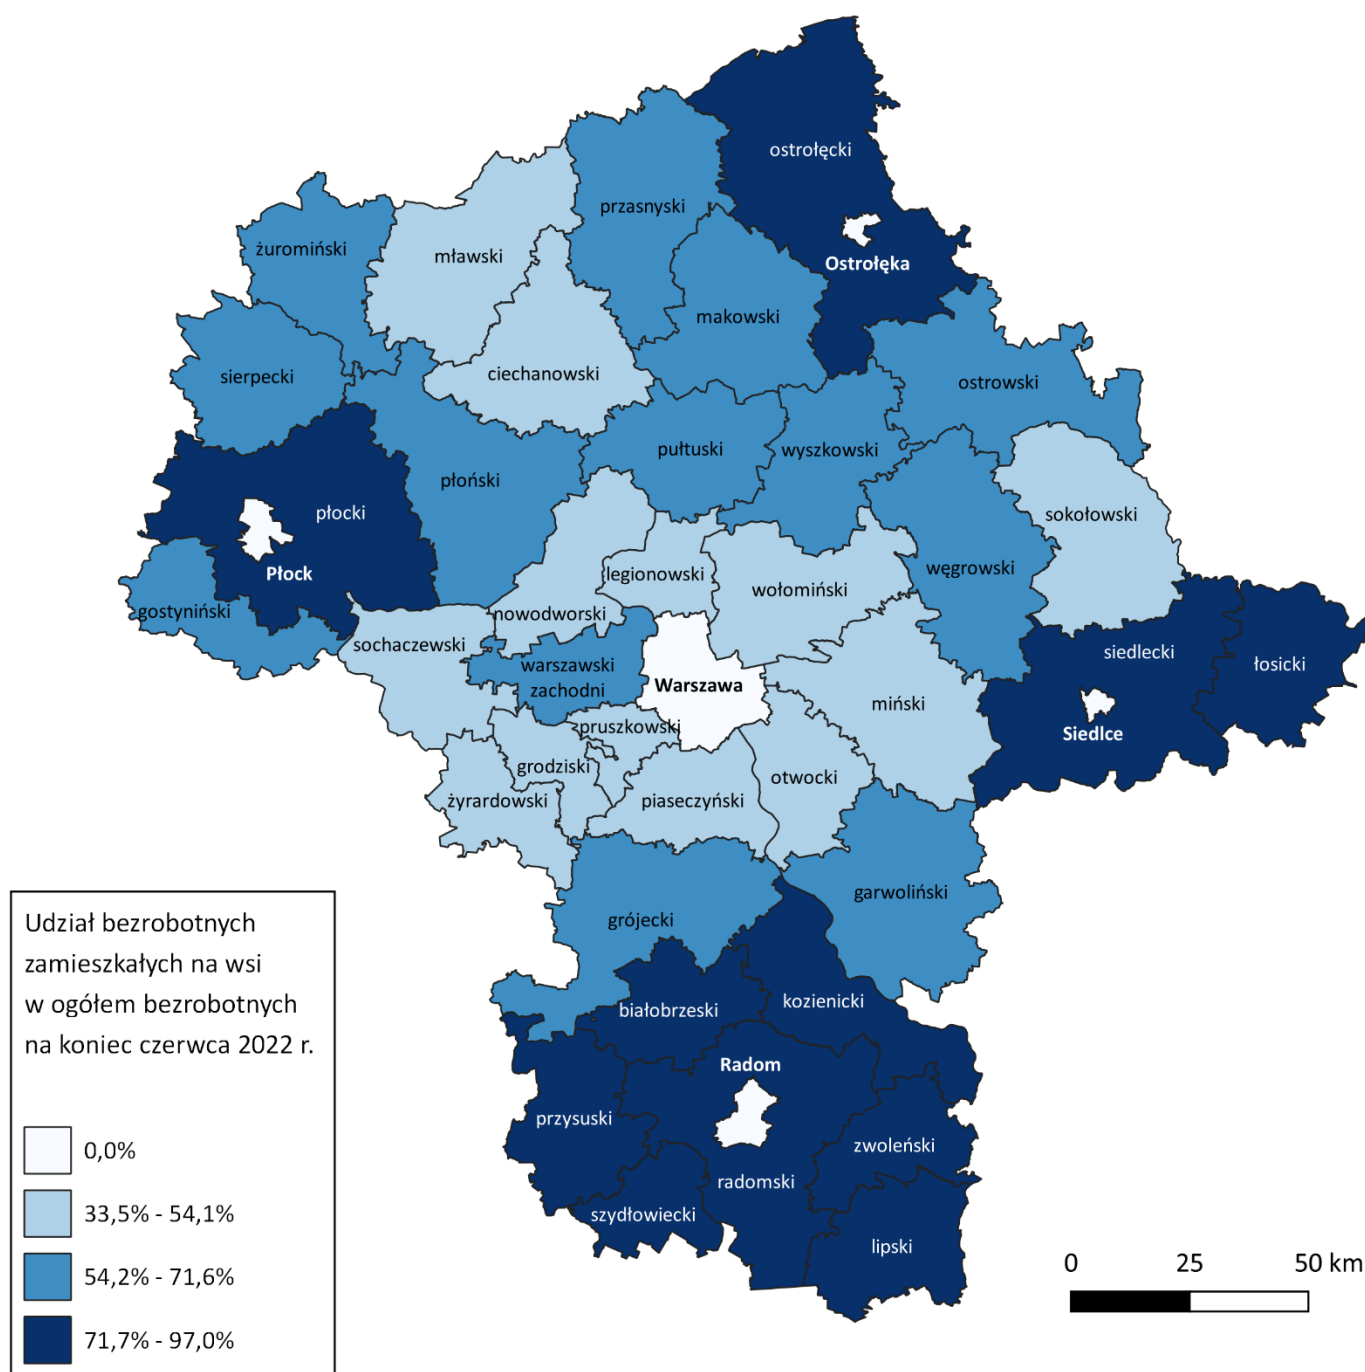 ostrołęcki
przasnyski
żuromiński
mławski
Ostrołęka
makowski
sierpecki
ciechanowski
ostrowski
pułtuski
wyszkowski
płoński
płocki
sokołowski
Płock
legionowski
wołomiński
węgrowski
gostyniński
nowodworski
sochaczewski
siedlecki
łosicki
warszawski
zachodni
Warszawa
miński
pruszkowski
Siedlce
grodziski
otwocki
żyrardowski
piaseczyński
garwoliński
grójecki
kozienicki
białobrzeski
Radom
przysuski
zwoleński
radomski
szydłowiecki
lipski
Udział bezrobotnych
zamieszkałych na wsi
w ogółem bezrobotnych
na koniec czerwca 2022 r.
0,0%
33,5% - 54,1%
54,2% - 71,6%
71,7% - 97,0%
0 25 50 km